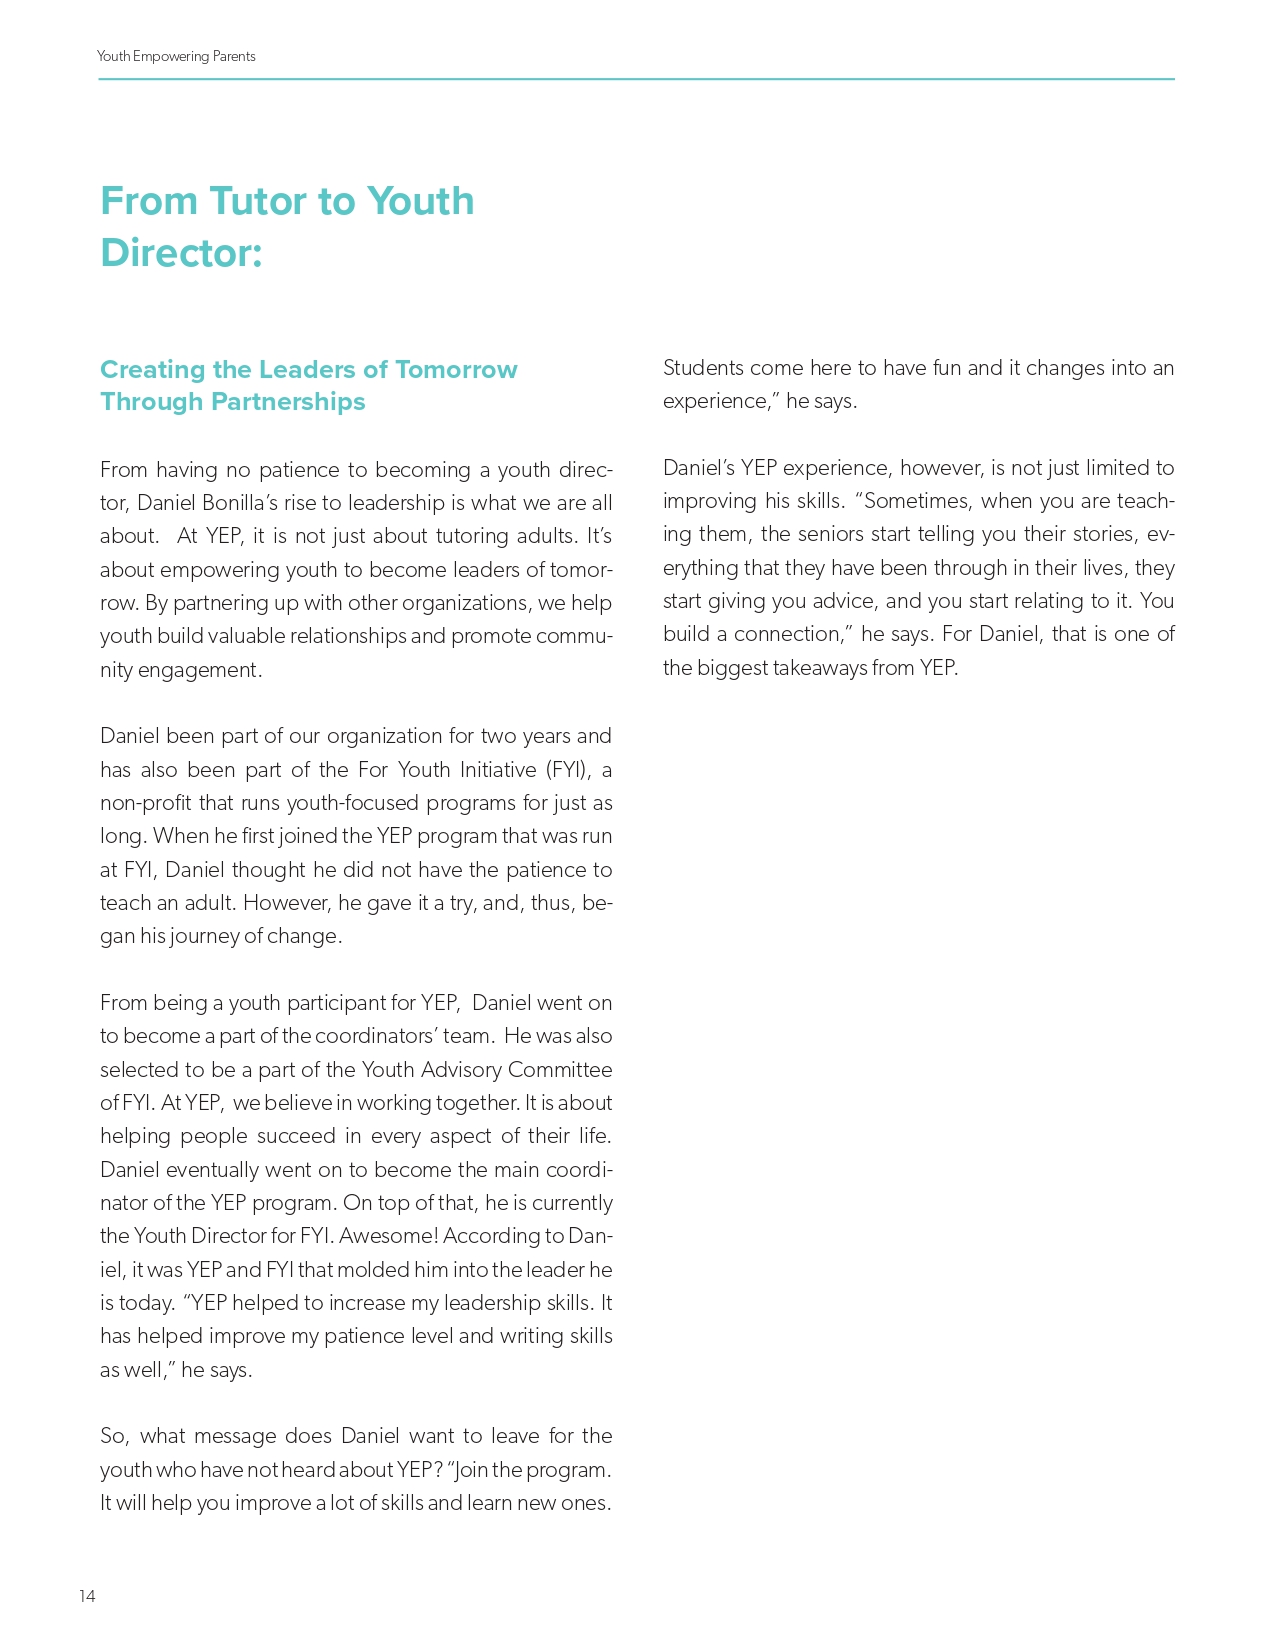 Youth Empowering Parents
From Tutor to Youth
Director:
Creating the Leaders of Tomorrow
Through Partnerships
From having no patience to becoming a youth direc-
tor, Daniel Bonilla’s rise to leadership is what we are all
about.  At YEP, it is not just about tutoring adults. It’s
about empowering youth to become leaders of tomor-
row. By partnering up with other organizations, we help
youth build valuable relationships and promote commu-
nity engagement.
Daniel been part of our organization for two years and
has also been part of the For Youth Initiative (FYI), a
non-profit that runs youth-focused programs for just as
long. When he first joined the YEP program that was run
at FYI, Daniel thought he did not have the patience to
teach an adult. However, he gave it a try, and, thus, be-
gan his journey of change.
From being a youth participant for YEP,  Daniel went on
to become a part of the coordinators’ team.  He was also
selected to be a part of the Youth Advisory Committee
of FYI. At YEP,  we believe in working together. It is about
helping people succeed in every aspect of their life.
Daniel eventually went on to become the main coordi-
nator of the YEP program. On top of that, he is currently
the Youth Director for FYI. Awesome! According to Dan-
iel, it was YEP and FYI that molded him into the leader he
is today. “YEP helped to increase my leadership skills. It
has helped improve my patience level and writing skills
as well,” he says.
So, what message does Daniel want to leave for the
youth who have not heard about YEP? “Join the program.
It will help you improve a lot of skills and learn new ones.
Students come here to have fun and it changes into an
experience,” he says.
Daniel’s YEP experience, however, is not just limited to
improving his skills. “Sometimes, when you are teach-
ing them, the seniors start telling you their stories, ev-
erything that they have been through in their lives, they
start giving you advice, and you start relating to it. You
build a connection,” he says. For Daniel, that is one of
the biggest takeaways from YEP.
14